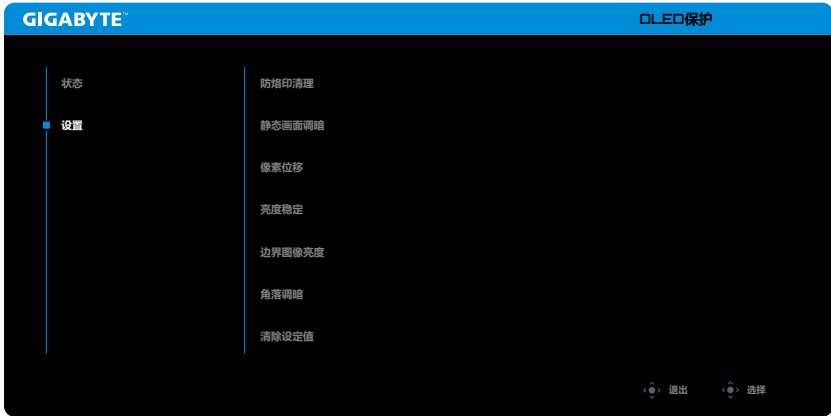 GIGABYTE™
OLED保护
状态
设置
防烙印清理
静态画面调暗
像素位移
亮度稳定
边界图像亮度
角落调暗
清除设定值
退出
选择